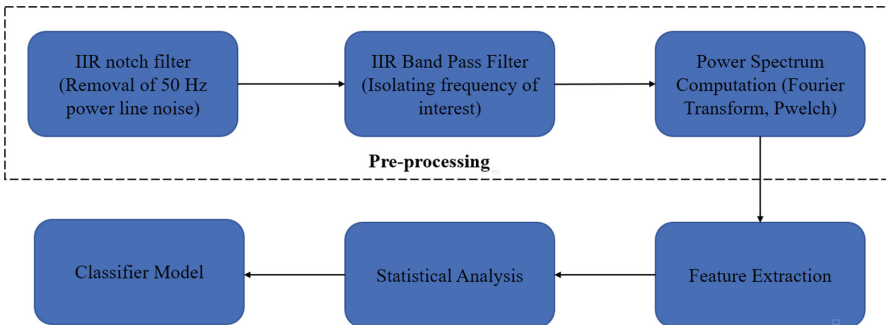 IIR notch filter
(Removal of 50 Hz
power line noise)
IIR Band Pass Filter
(Isolating frequency of
interest)
Power Spectrum
Computation (Fourier
Transform, Pwelch)
Pre-processing
Classifier Model
Statistical Analysis
Feature Extraction